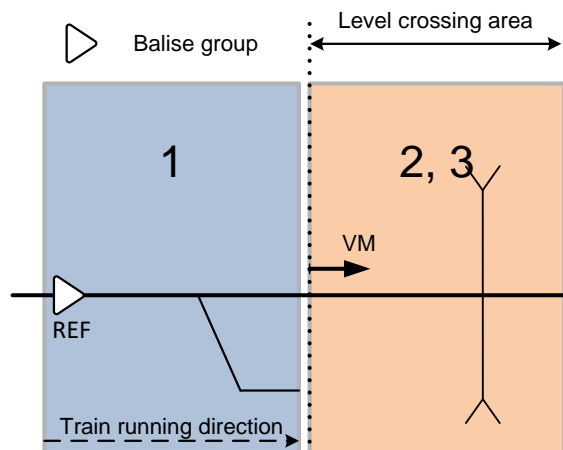 Balise group
Level crossing area
1
2, 3
VM
REF
Train running direction